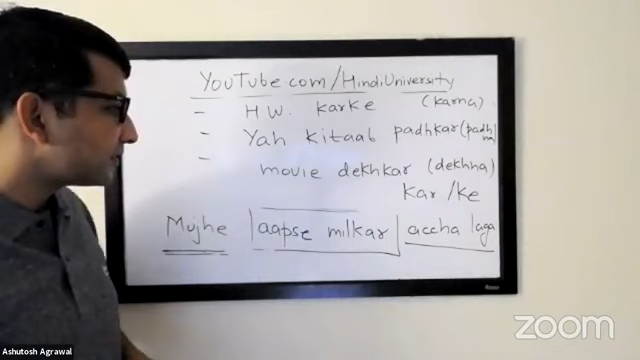 YouTube.com/HindiUniversity
- H W. karke (karna)
- Yah kitaab padhkar (padhna)
- movie dekhkar (dekhna)
kar/ke
Mujhe | aapse milkar | accha laga
zoom
Ashutosh Agrawal